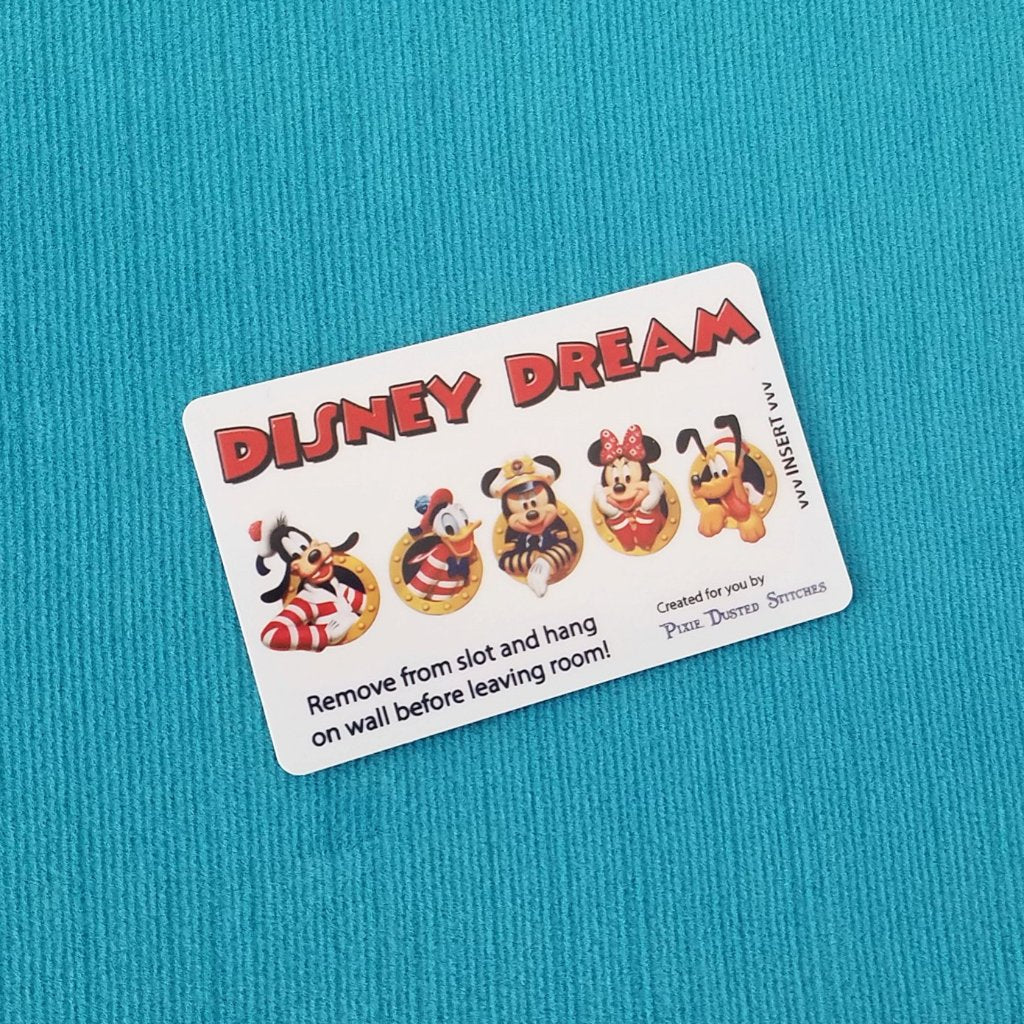 DISNEY DREAM
vvv INSERT vvv
Remove from slot and hang
on wall before leaving room!
Created for you by
PIXIE DUSTED STITCHES